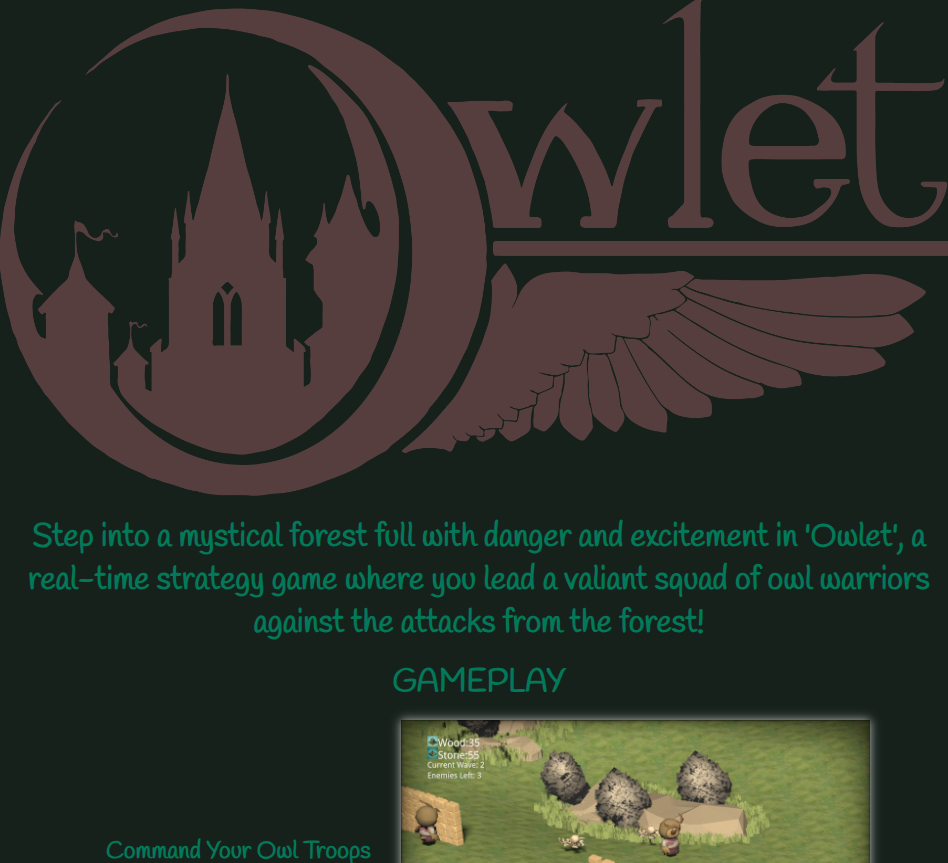 Owlet
Step into a mystical forest full with danger and excitement in 'Owlet', a
real-time strategy game where you lead a valiant squad of owl warriors
against the attacks from the forest!
GAMEPLAY
Wood:35
Stone:55
Current Wave: 2
Enemies Left: 3
Command Your Owl Troops